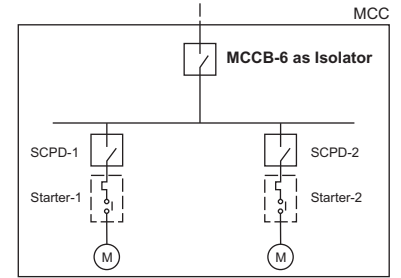 MCC
MCCB-6 as Isolator
SCPD-1
SCPD-2
Starter-1
Starter-2
M
M